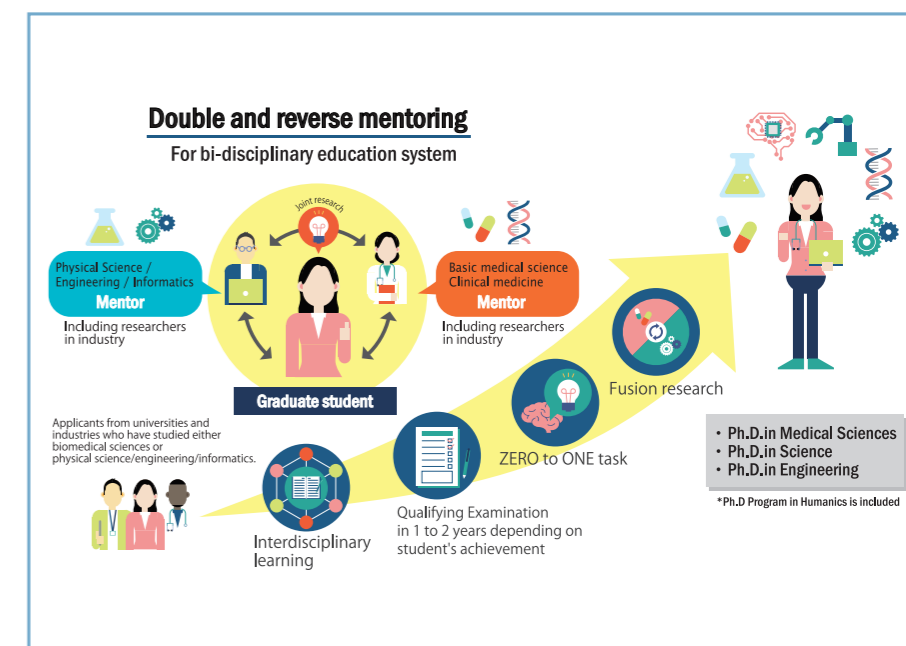 Double and reverse mentoring
For bi-disciplinary education system
Joint research
Physical Science /
Engineering / Informatics
Mentor
Including researchers
in industry
Basic medical science
Clinical medicine
Mentor
Including researchers
in industry
Graduate student
Applicants from universities and
industries who have studied either
biomedical sciences or
physical science/engineering/informatics.
Interdisciplinary
learning
Qualifying Examination
in 1 to 2 years depending on
student's achievement
ZERO to ONE task
Fusion research
• Ph.D.in Medical Sciences
• Ph.D.in Science
• Ph.D.in Engineering
*Ph.D Program in Humanics is included